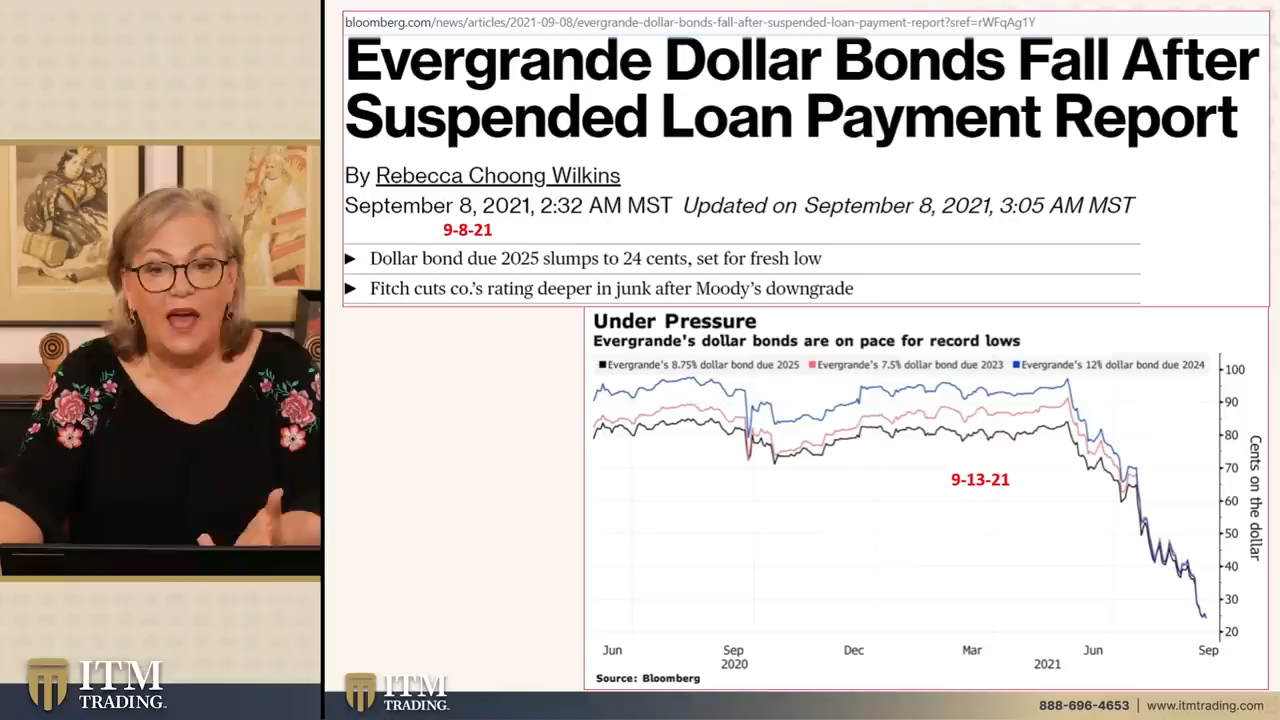 bloomberg.com/news/articles/2021-09-08/evergrande-dollar-bonds-fall-after-suspended-loan-payment-report?sref=rWFqAg1Y
Evergrande Dollar Bonds Fall After
Suspended Loan Payment Report
By Rebecca Choong Wilkins
September 8, 2021, 2:32 AM MST Updated on September 8, 2021, 3:05 AM MST
9-8-21
▶ Dollar bond due 2025 slumps to 24 cents, set for fresh low
▶ Fitch cuts co.'s rating deeper in junk after Moody's downgrade
Under Pressure
Evergrande's dollar bonds are on pace for record lows
Evergrande's 8.75% dollar bond due 2025 Evergrande's 7.5% dollar bond due 2023 Evergrande's 12% dollar bond due 2024
100
90
80
70
60
50
40
30
20
Cents on the dollar
9-13-21
Jun Sep Dec Mar Jun Sep
2020 2021
Source: Bloomberg
ITM
TRADING
ITM
TRADING
888-696-4653 | www.itmtrading.com